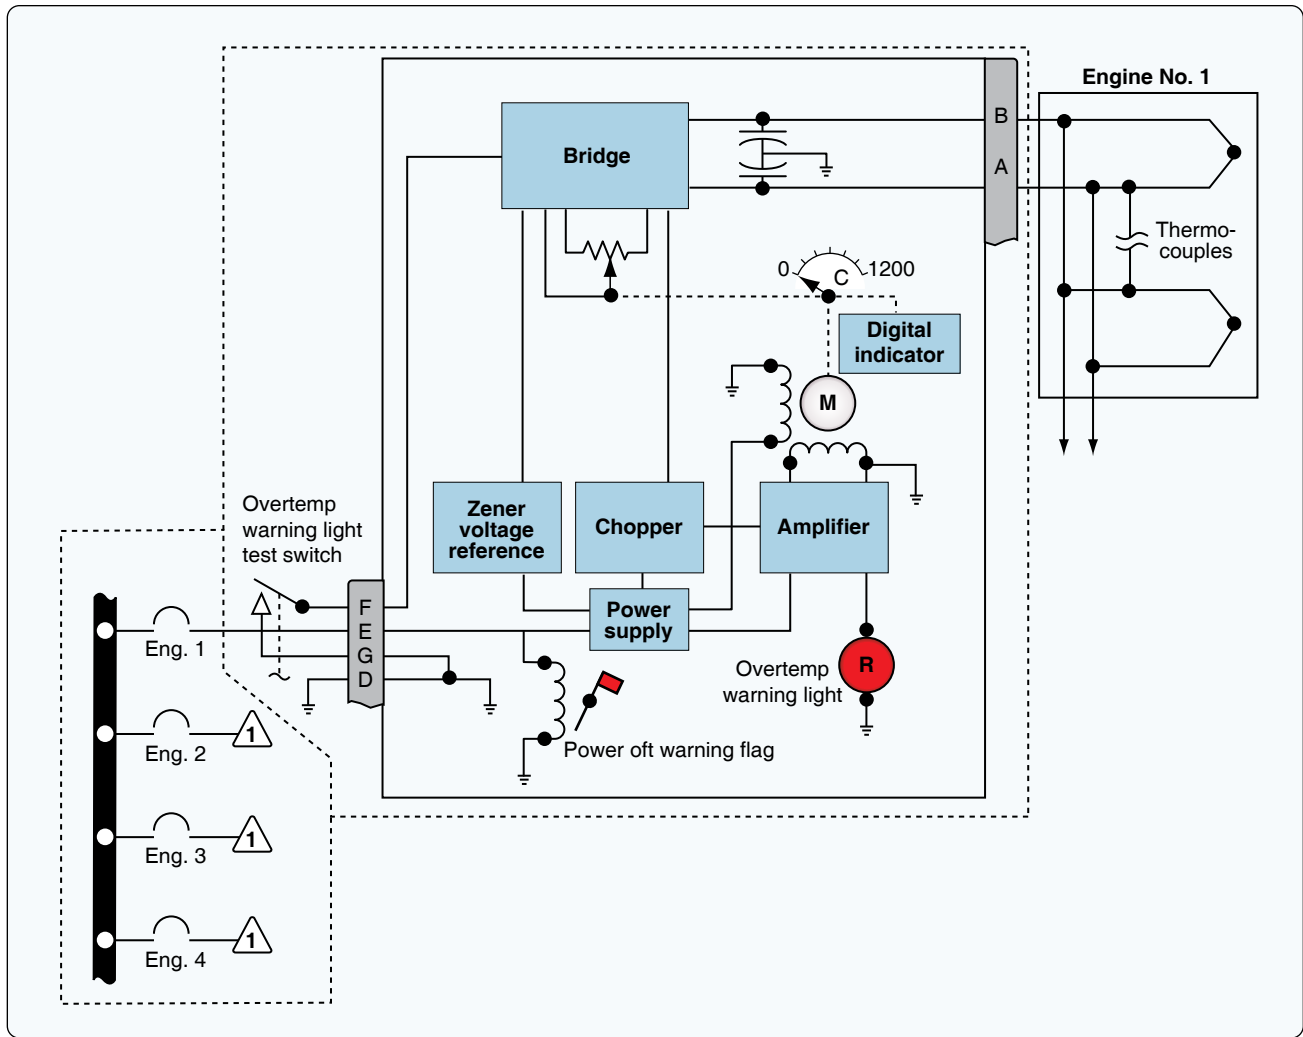 Engine No. 1
Bridge
B
A
Thermo-
couples
0
1200
C
Digital
indicator
M
Overtemp
warning light
test switch
Zener
voltage
reference
Chopper
Amplifier
Power
supply
F
E
G
D
Eng. 1
R
Overtemp
warning light
Power oft warning flag
1
Eng. 2
1
Eng. 3
1
Eng. 4